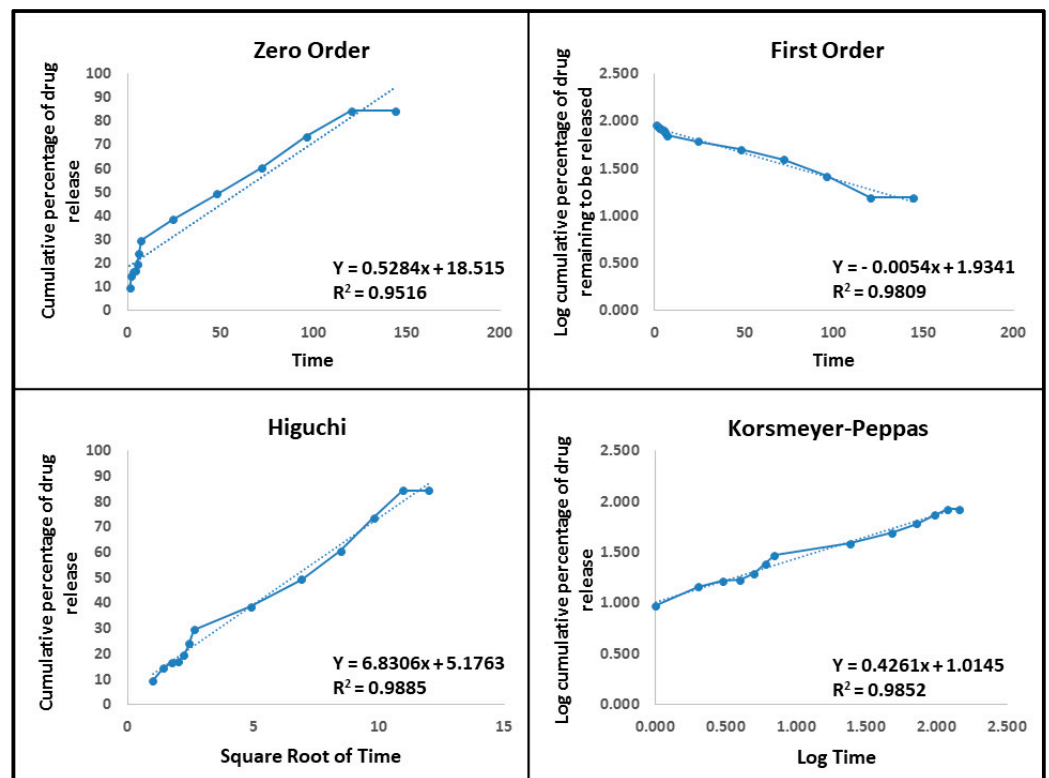 Zero Order
Cumulative percentage of drug
release
100
90
80
70
60
50
40
30
20
10
0
0 50 100 150 200
Time
Y = 0.5284x + 18.515
R² = 0.9516
First Order
Log cumulative percentage of drug
remaining to be released
2.500
2.000
1.500
1.000
0.500
0.000
0 50 100 150 200
Time
Y = - 0.0054x + 1.9341
R² = 0.9809
Higuchi
Cumulative percentage of drug
release
100
90
80
70
60
50
40
30
20
10
0
0 5 10 15
Square Root of Time
Y = 6.8306x + 5.1763
R² = 0.9885
Korsmeyer-Peppas
Log cumulative percentage of drug
release
2.500
2.000
1.500
1.000
0.500
0.000
0.000 0.500 1.000 1.500 2.000 2.500
Log Time
Y = 0.4261x + 1.0145
R² = 0.9852